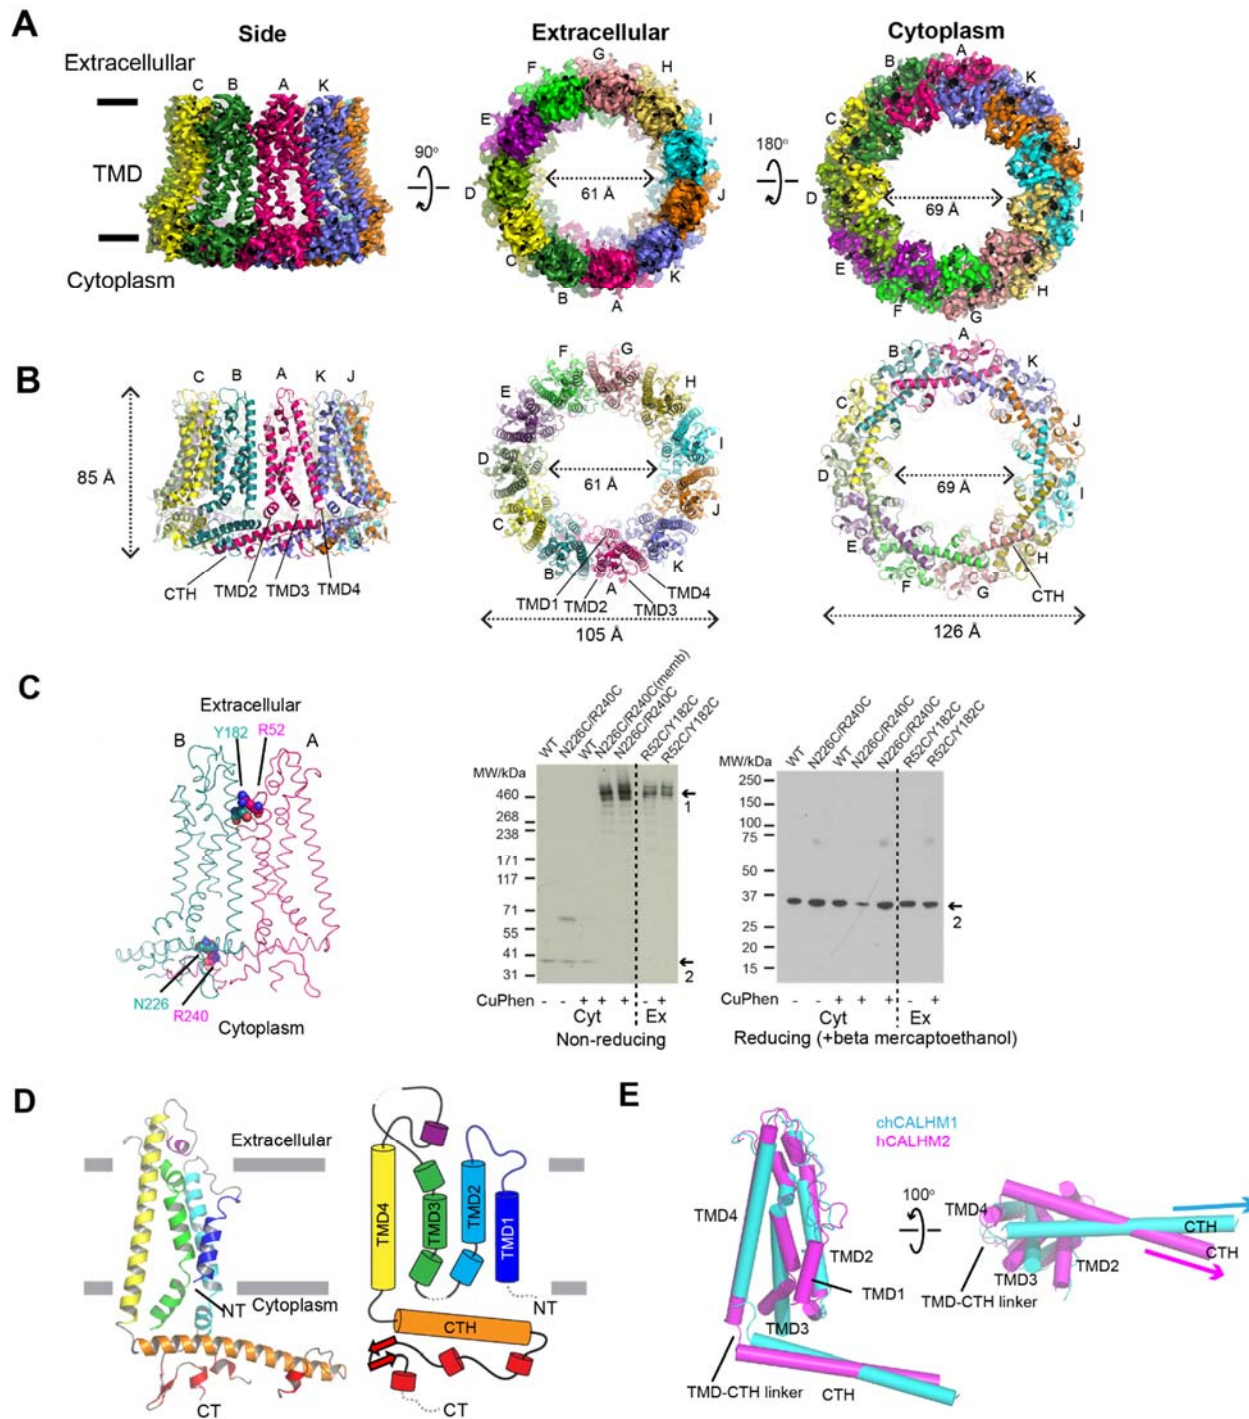 A
Side
Extracellular
Cytoplasm
Extracellullar
TMD
Cytoplasm
C B A K
90°
F G H
E I
D J
C K
B A
61 Å
180°
B A K
C J
D I
E H
F G
69 Å
B
85 Å
C B A K J
CTH TMD2 TMD3 TMD4
F G H
E I
D J
C K
B A
61 Å
TMD1 TMD2 TMD3 TMD4
105 Å
B A K
C J
D I
E H
F G
69 Å
CTH
126 Å
C
Extracellular
B Y182 R52 A
N226
R240
Cytoplasm
MW/kDa
WT
N226C/R240C
WT
N226C/R240C(memb)
N226C/R240C
R52C/Y182C
R52C/Y182C
460
268
238
171
117
71
55
41
31
1
2
CuPhen - - + + + - +
Cyt Ex
Non-reducing
MW/kDa
WT
N226C/R240C
WT
N226C/R240C
N226C/R240C
R52C/Y182C
R52C/Y182C
250
150
100
75
50
37
25
20
15
2
- - + + + - +
Cyt Ex
Reducing (+beta mercaptoethanol)
D
Extracellular
Cytoplasm
NT
CT
TMD4
TMD3
TMD2
TMD1
NT
CTH
CT
E
chCALHM1
hCALHM2
TMD4
TMD2
TMD1
TMD3
TMD-CTH linker
CTH
100°
TMD4
CTH
CTH
TMD3
TMD2
TMD-CTH linker